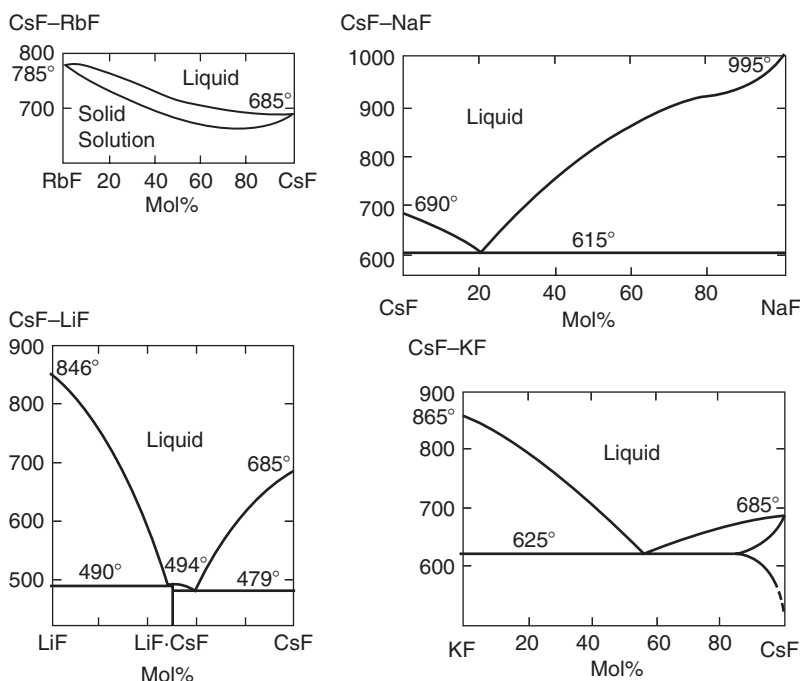 CsF–RbF
800
785°
700
Liquid
685°
Solid
Solution
RbF 20 40 60 80 CsF
Mol%
CsF–NaF
1000
995°
900
Liquid
800
700
690°
600
615°
20 40 60 80
CsF NaF
Mol%
CsF–LiF
900
846°
800
Liquid
700
685°
600
500
490°
494°
479°
LiF LiF·CsF CsF
Mol%
CsF–KF
900
865°
800
Liquid
700
685°
625°
600
KF 20 40 60 80 CsF
Mol%